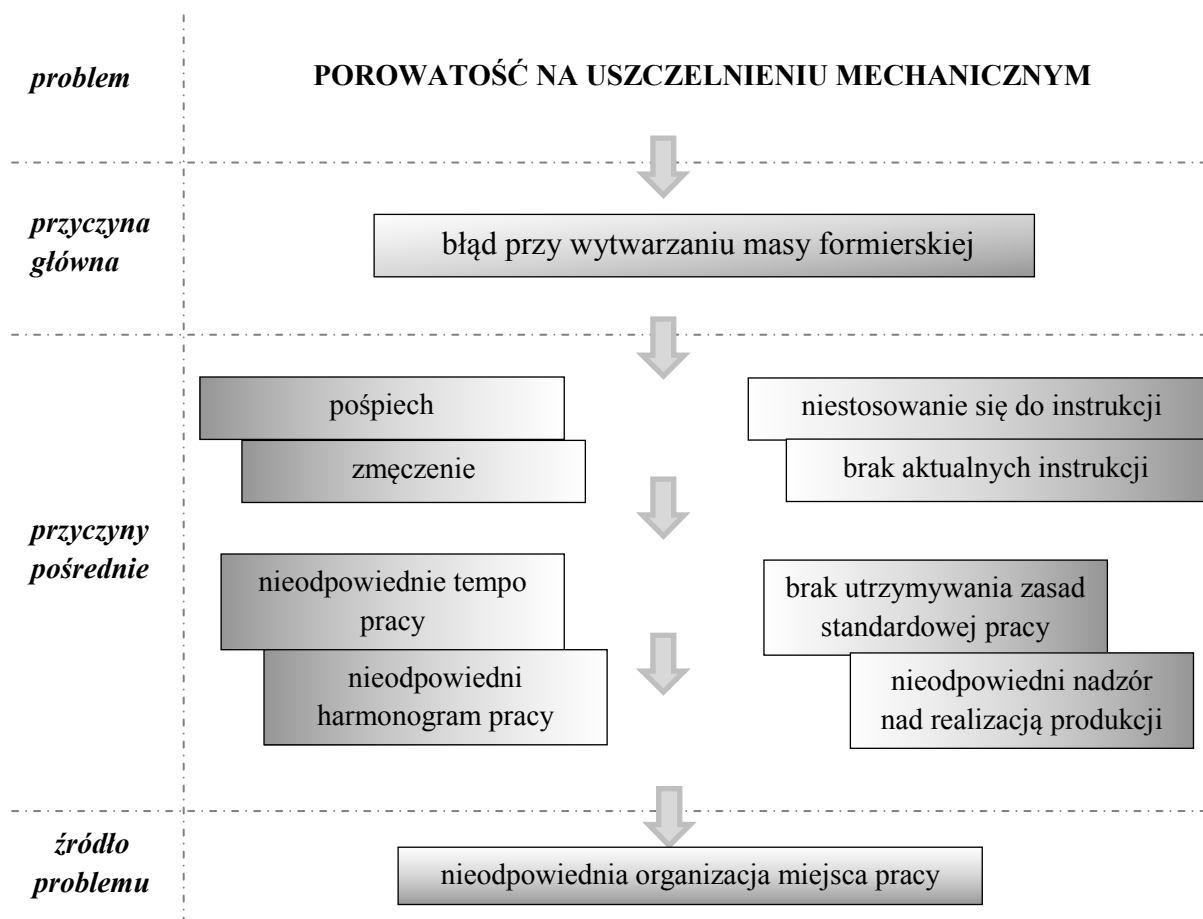 problem
POROWATOŚĆ NA USZCZELNIENIU MECHANICZNYM
przyczyna
główna
błąd przy wytwarzaniu masy formierskiej
przyczyny
pośrednie
pośpiech
zmęczenie
niestosowanie się do instrukcji
brak aktualnych instrukcji
nieodpowiednie tempo
pracy
nieodpowiedni
harmonogram pracy
brak utrzymywania zasad
standardowej pracy
nieodpowiedni nadzór
nad realizacją produkcji
źródło
problemu
nieodpowiednia organizacja miejsca pracy